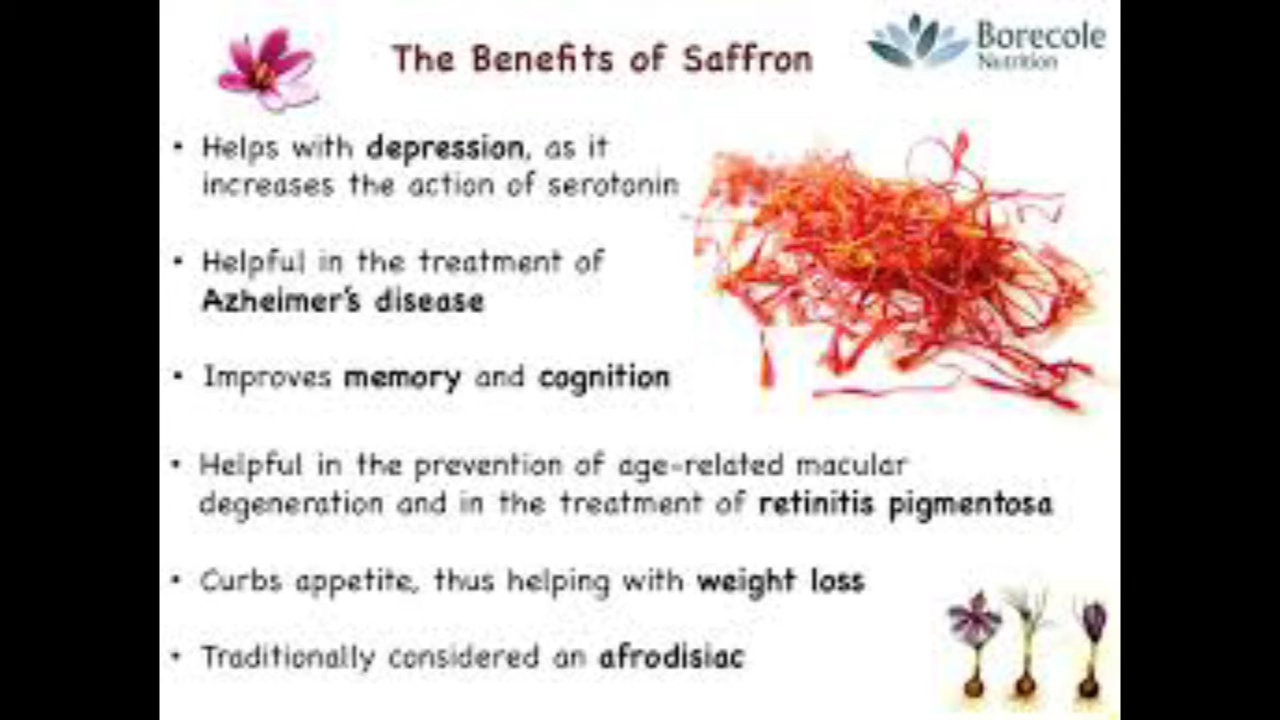 The Benefits of Saffron
Borecole
Nutrition
• Helps with depression, as it
increases the action of serotonin
• Helpful in the treatment of
Azheimer's disease
• Improves memory and cognition
• Helpful in the prevention of age-related macular
degeneration and in the treatment of retinitis pigmentosa
• Curbs appetite, thus helping with weight loss
• Traditionally considered an afrodisiac